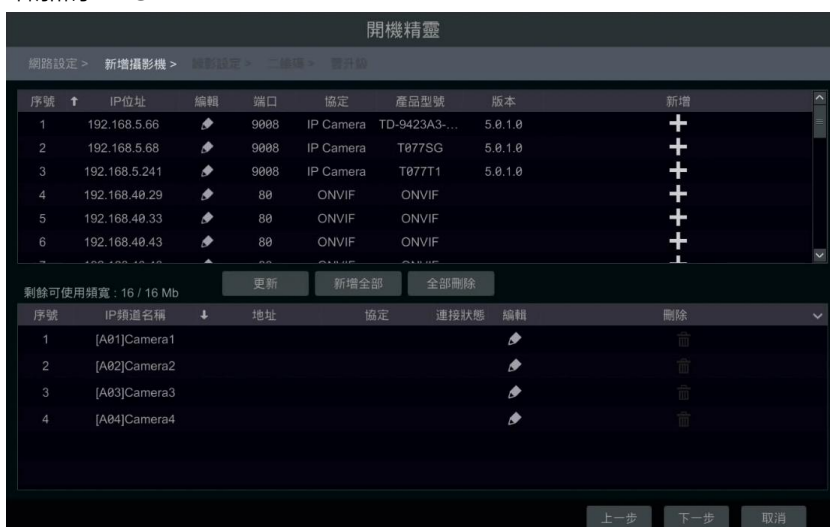 開機精靈
網路設定 > 新增攝影機 > 錄影設定 > 二維碼 >
序號 IP位址 編輯 端口 協定 產品型號 版本 新增
1 192.168.5.66 9008 IP Camera TD-9423A3-... 5.0.1.0
2 192.168.5.68 9008 IP Camera T077SG 5.0.1.0
3 192.168.5.241 9008 IP Camera T077T1 5.0.1.0
4 192.168.40.29 80 ONVIF ONVIF
5 192.168.40.33 80 ONVIF ONVIF
6 192.168.40.43 80 ONVIF ONVIF
剩餘可使用頻寬 : 16 / 16 Mb 更新 新增全部 全部刪除
序號 IP頻道名稱 地址 協定 連接狀態 編輯 刪除
1 [A01]Camera1
2 [A02]Camera2
3 [A03]Camera3
4 [A04]Camera4
上一步 下一步 取消